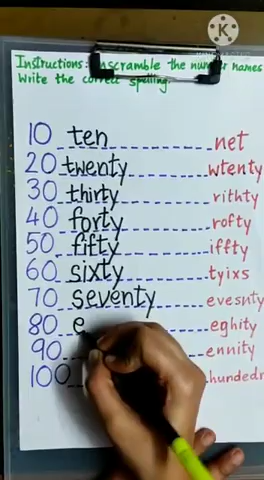 Instructions: Unscramble the number names
Write the correct spelling.
10 ten net
20 twenty wtenty
30 thirty rithty
40 forty rofty
50 fifty iffty
60 sixty tyixs
70 seventy evesnty
80 e eghity
90 ennity
100 hundedr